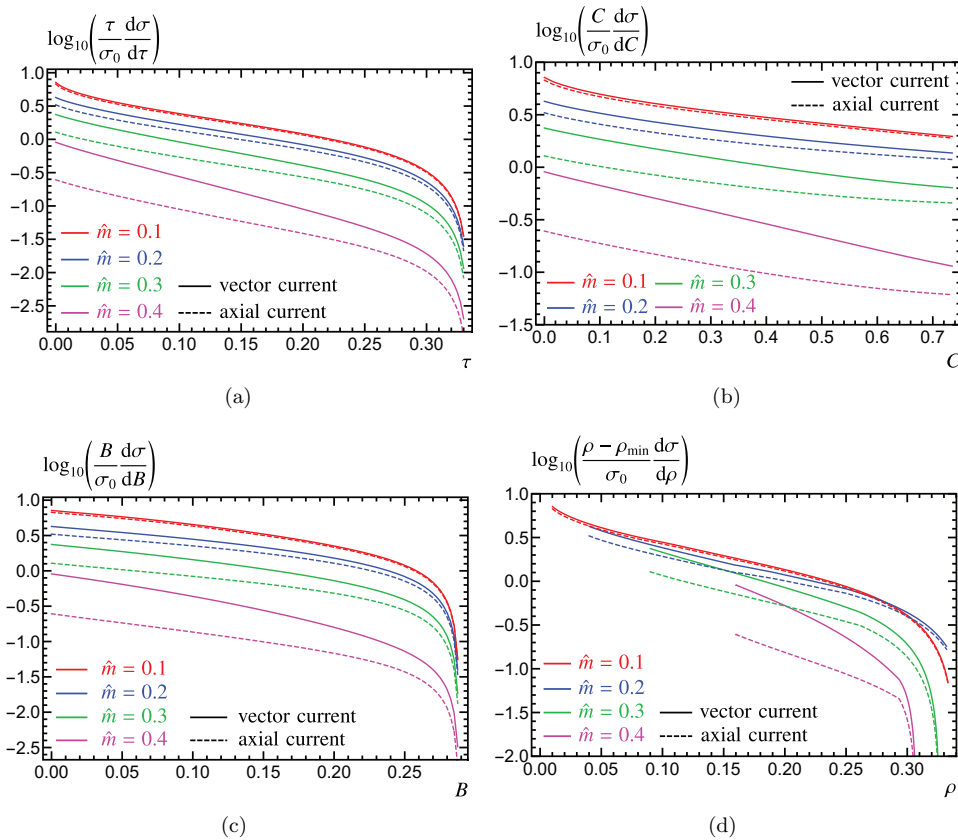 log₁₀(τ/σ₀ dσ/dτ)
1.0
0.5
0.0
−0.5
−1.0
−1.5
−2.0
−2.5
m̂ = 0.1
m̂ = 0.2
m̂ = 0.3
m̂ = 0.4
vector current
axial current
0.00 0.05 0.10 0.15 0.20 0.25 0.30
τ
(a)
log₁₀(C/σ₀ dσ/dC)
1.0
0.5
0.0
−0.5
−1.0
−1.5
vector current
axial current
m̂ = 0.1 m̂ = 0.3
m̂ = 0.2 m̂ = 0.4
0.0 0.1 0.2 0.3 0.4 0.5 0.6 0.7
C
(b)
log₁₀(B/σ₀ dσ/dB)
1.0
0.5
0.0
−0.5
−1.0
−1.5
−2.0
−2.5
m̂ = 0.1
m̂ = 0.2
m̂ = 0.3
m̂ = 0.4
vector current
axial current
0.00 0.05 0.10 0.15 0.20 0.25
B
(c)
log₁₀(ρ − ρmin/σ₀ dσ/dρ)
1.0
0.5
0.0
−0.5
−1.0
−1.5
−2.0
m̂ = 0.1
m̂ = 0.2
m̂ = 0.3
m̂ = 0.4
vector current
axial current
0.00 0.05 0.10 0.15 0.20 0.25 0.30
ρ
(d)